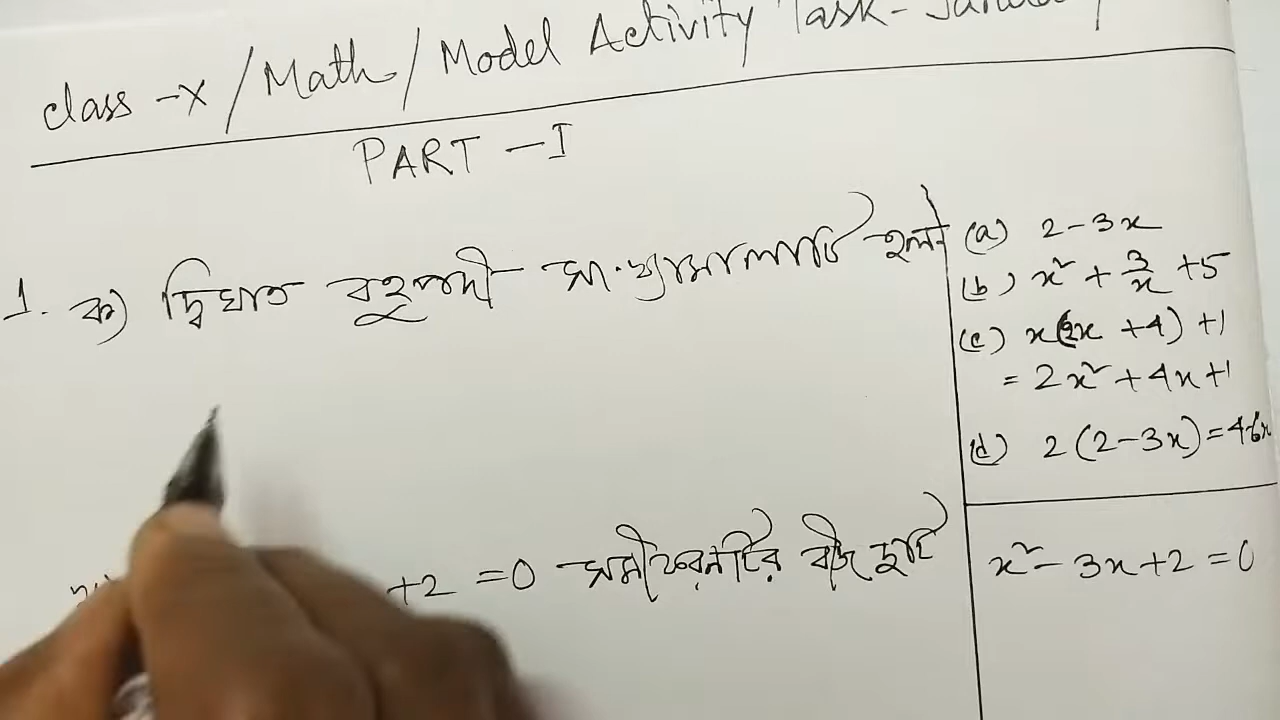 class -X / Math / Model Activity Task-
PART -I
1. ক) দ্বিঘাত বহুপদী সংখ্যামালাটি হল
(a) 2-3x
(b) x² + 3/x +5
(c) x(2x +4) +1
= 2x² +4x+1
(d) 2(2-3x)=4-6x
+2 =0 সমীকরনটির বীজ দুটি
x²- 3x+2 =0